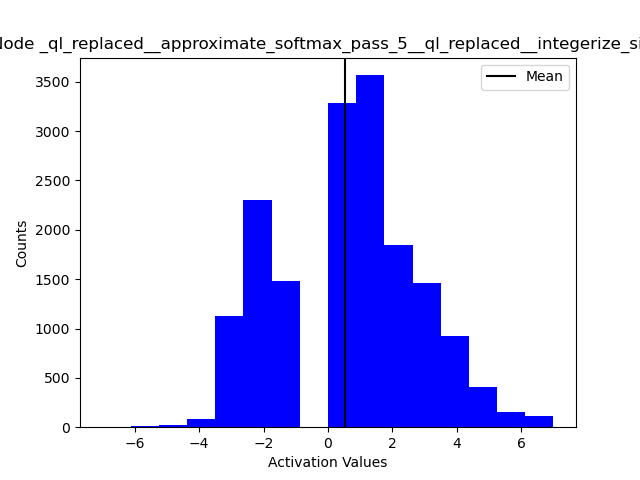 Node _ql_replaced__approximate_softmax_pass_5__ql_replaced__integerize_si
Mean
3500
3000
2500
2000
1500
1000
500
0
Counts
−6 −4 −2 0 2 4 6
Activation Values